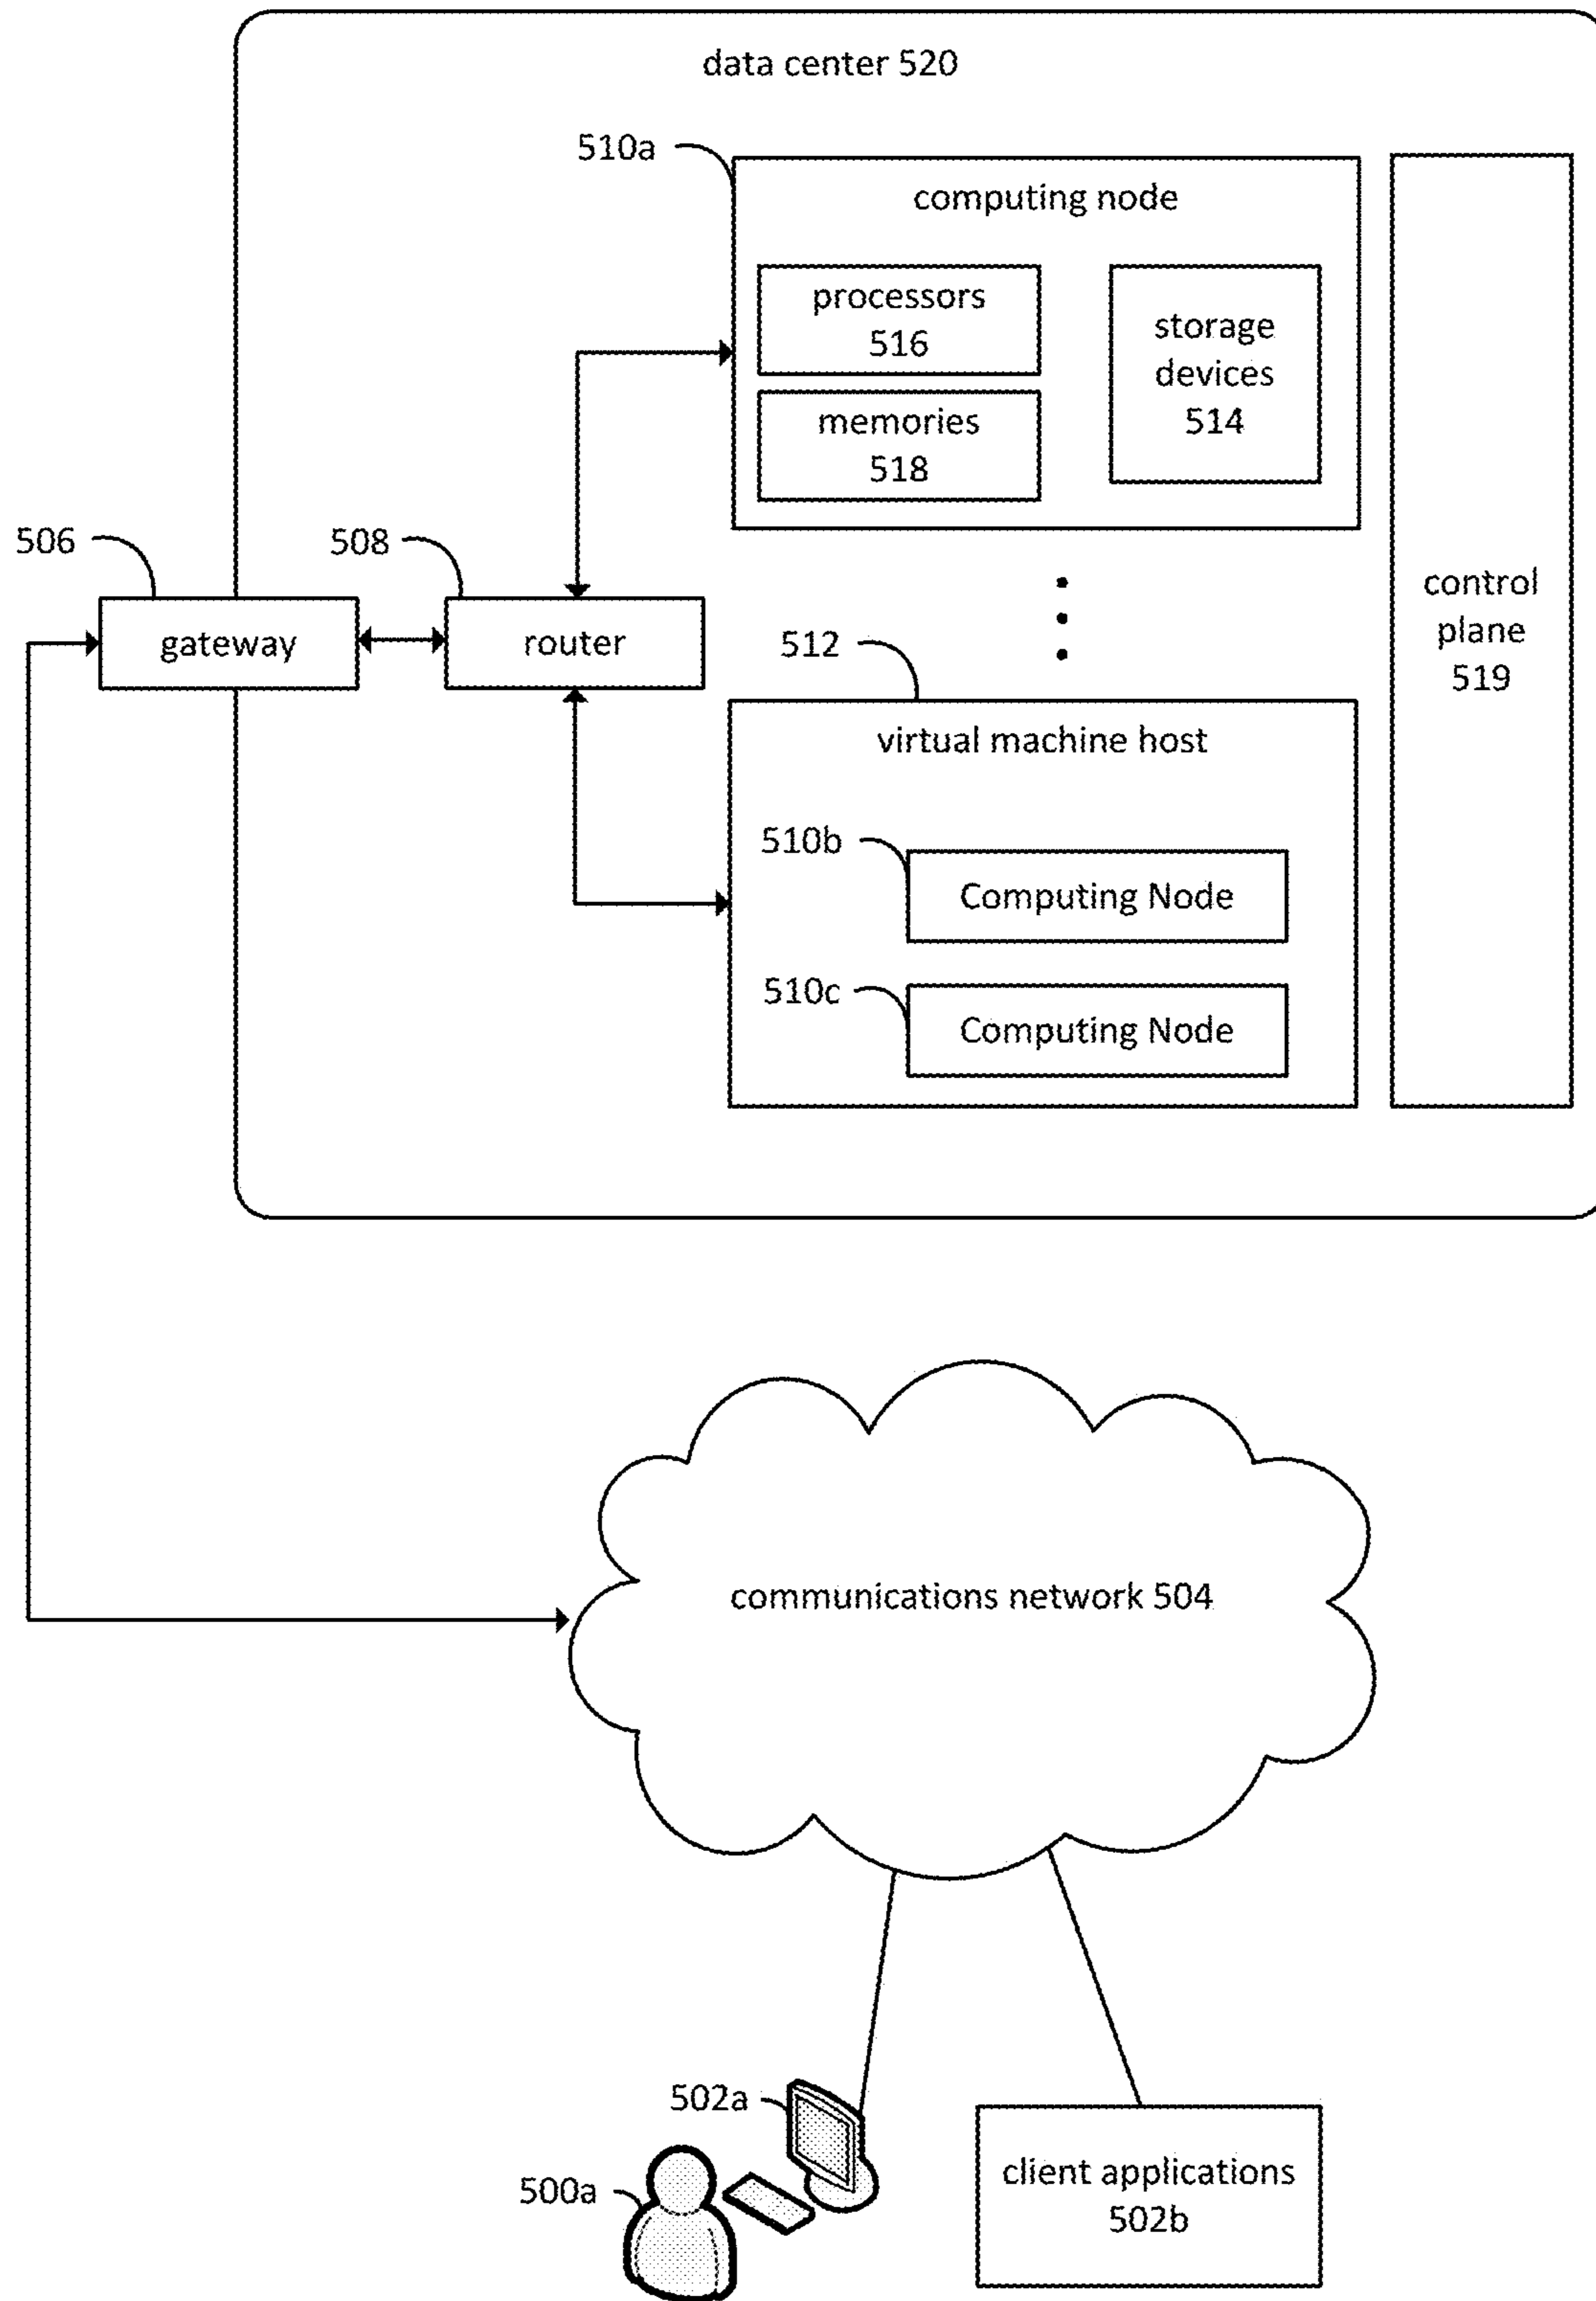 data center 520
510a
computing node
processors
516
storage
devices
514
memories
518
506
508
gateway
router
control
plane
519
512
virtual machine host
510b
Computing Node
510c
Computing Node
communications network 504
502a
500a
client applications
502b